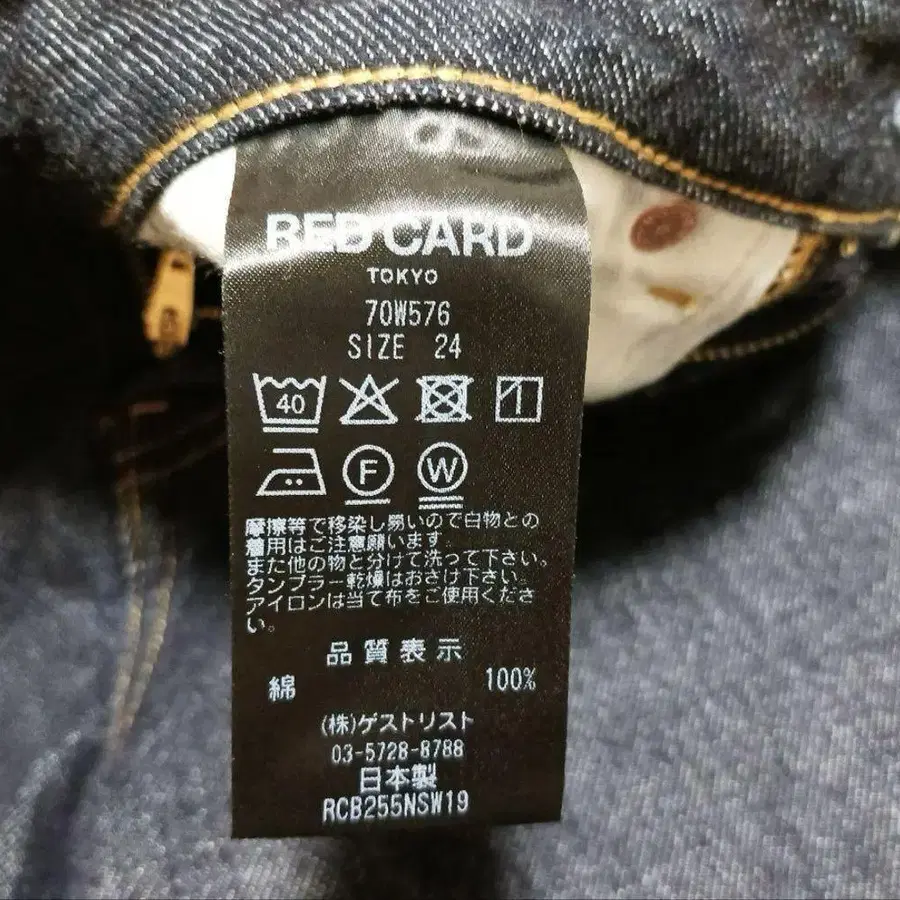 RED CARD
TOKYO
70W576
SIZE 24
40
F W
摩擦等で移染し易いので白物との
着用はご注意願います。
また他の物と分けて洗って下さい。
タンブラー乾燥はおさけ下さい。
アイロンは当て布をご使用くださ
い。
品質表示
綿 100%
(株)ゲストリスト
03-5728-8788
日本製
RCB255NSW19